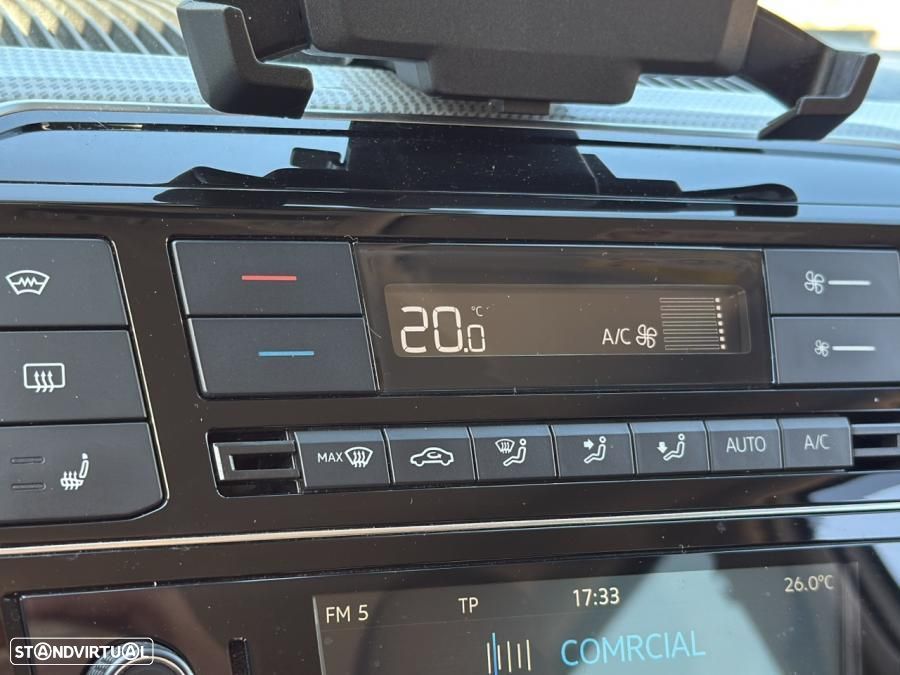 20.0 °C A/C
MAX AUTO A/C
FM 5 TP 17:33 26.0°C
COMRCIAL
STANDVIRTUAL